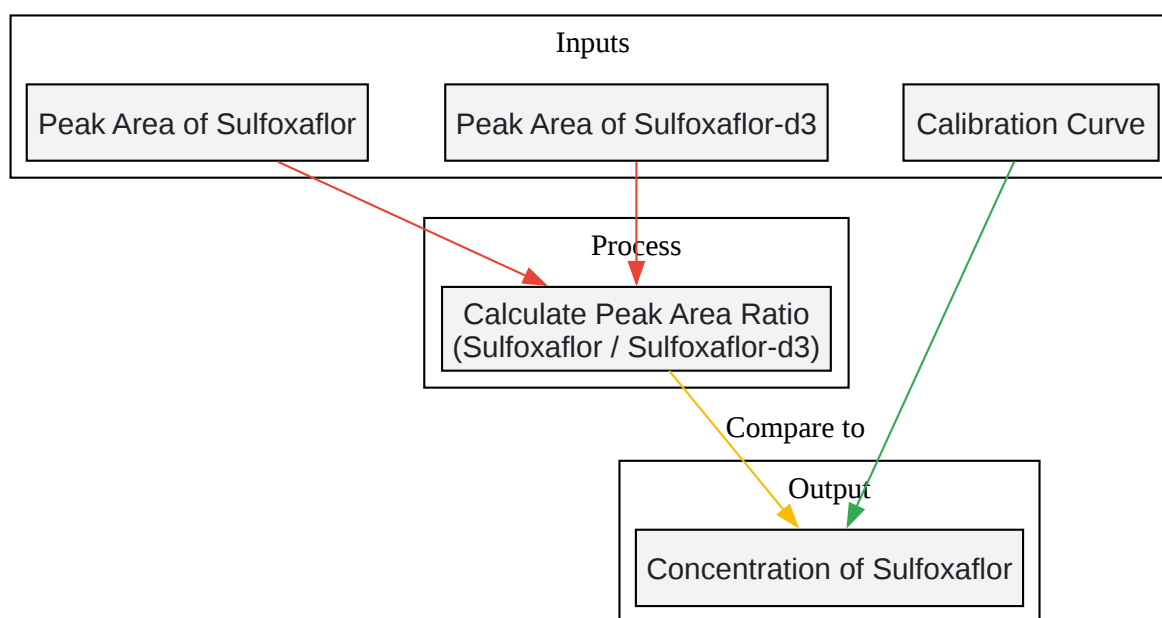 Inputs
Peak Area of Sulfoxaflor
Peak Area of Sulfoxaflor-d3
Calibration Curve
Process
Calculate Peak Area Ratio
(Sulfoxaflor / Sulfoxaflor-d3)
Compare to
Output
Concentration of Sulfoxaflor